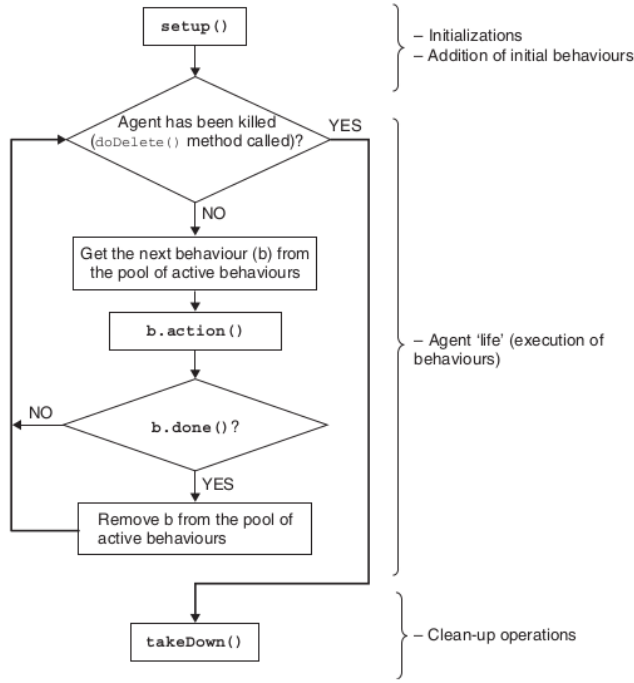 setup()
– Initializations
– Addition of initial behaviours
Agent has been killed
(doDelete() method called)?
YES
NO
Get the next behaviour (b) from
the pool of active behaviours
b.action()
– Agent ‘life’ (execution of
behaviours)
NO
b.done()?
YES
Remove b from the pool of
active behaviours
takeDown()
– Clean-up operations